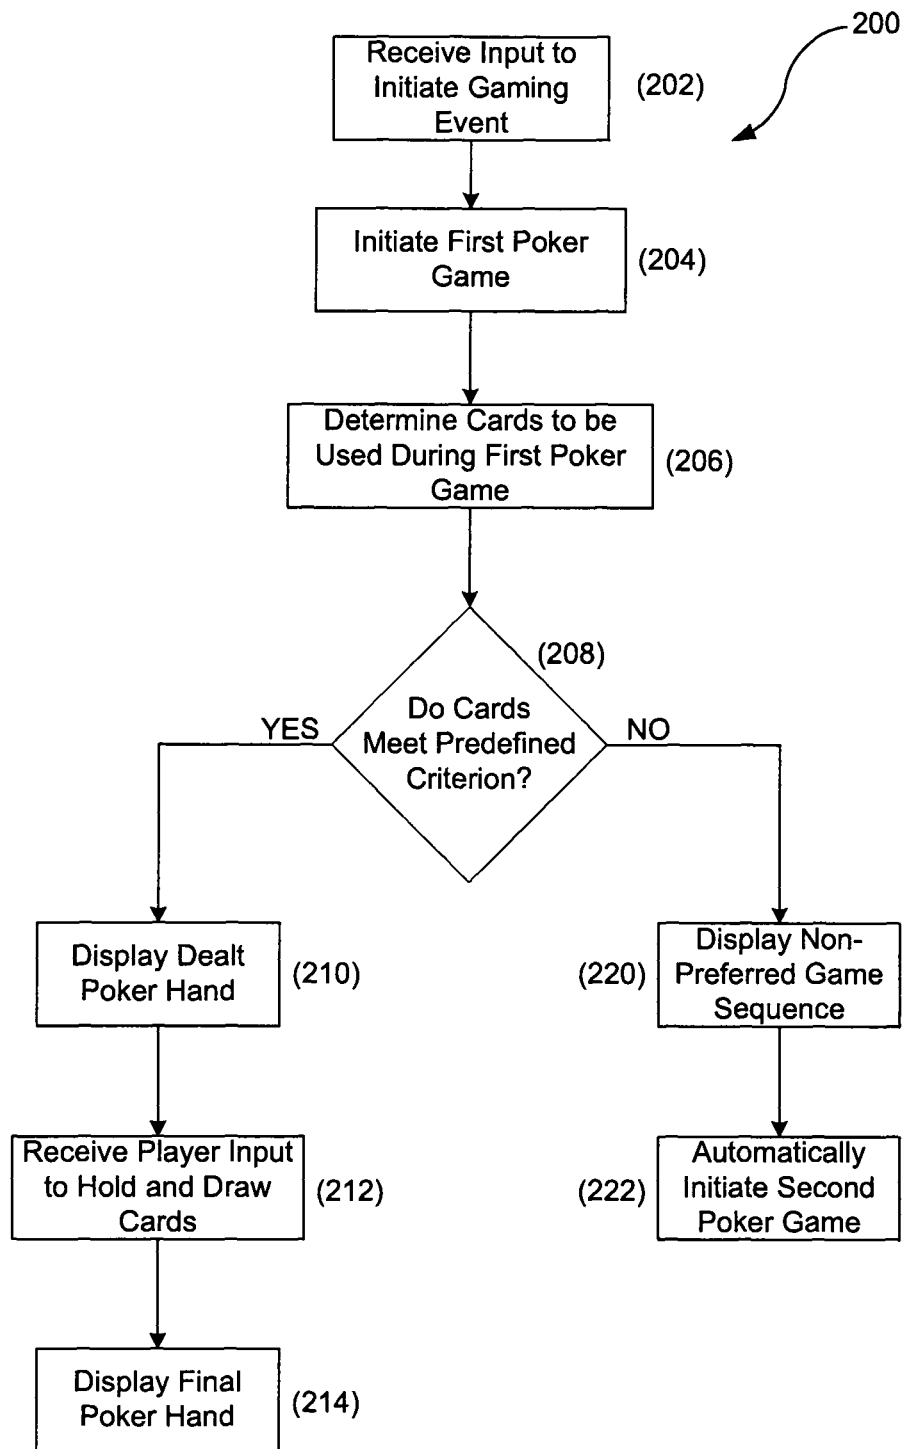 200
Receive Input to
Initiate Gaming
Event
(202)
Initiate First Poker
Game
(204)
Determine Cards to be
Used During First Poker
Game
(206)
(208)
Do Cards
Meet Predefined
Criterion?
YES
NO
Display Dealt
Poker Hand
(210)
(220)
Display Non-
Preferred Game
Sequence
Receive Player Input
to Hold and Draw
Cards
(212)
(222)
Automatically
Initiate Second
Poker Game
Display Final
Poker Hand
(214)